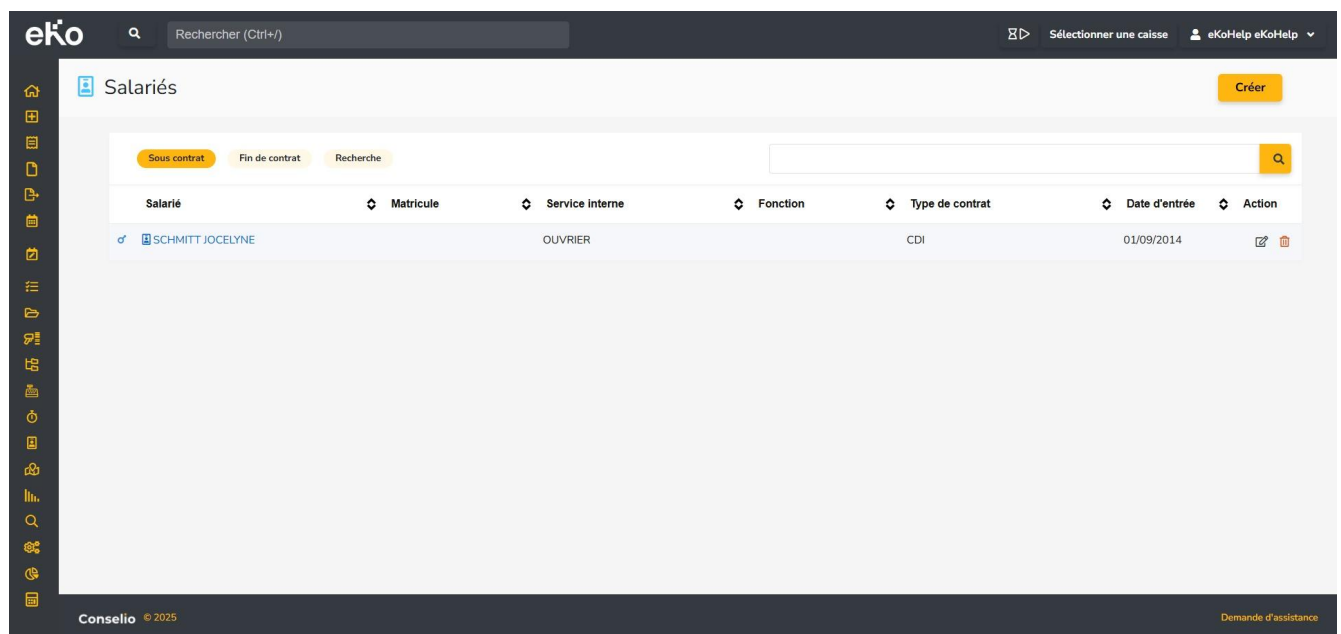 eKo
Rechercher (Ctrl+/)
Sélectionner une caisse
eKoHelp eKoHelp
Salariés
Créer
Sous contrat Fin de contrat Recherche
Salarié Matricule Service interne Fonction Type de contrat Date d'entrée Action
SCHMITT JOCELYNE OUVRIER CDI 01/09/2014
Conselio © 2025
Demande d'assistance